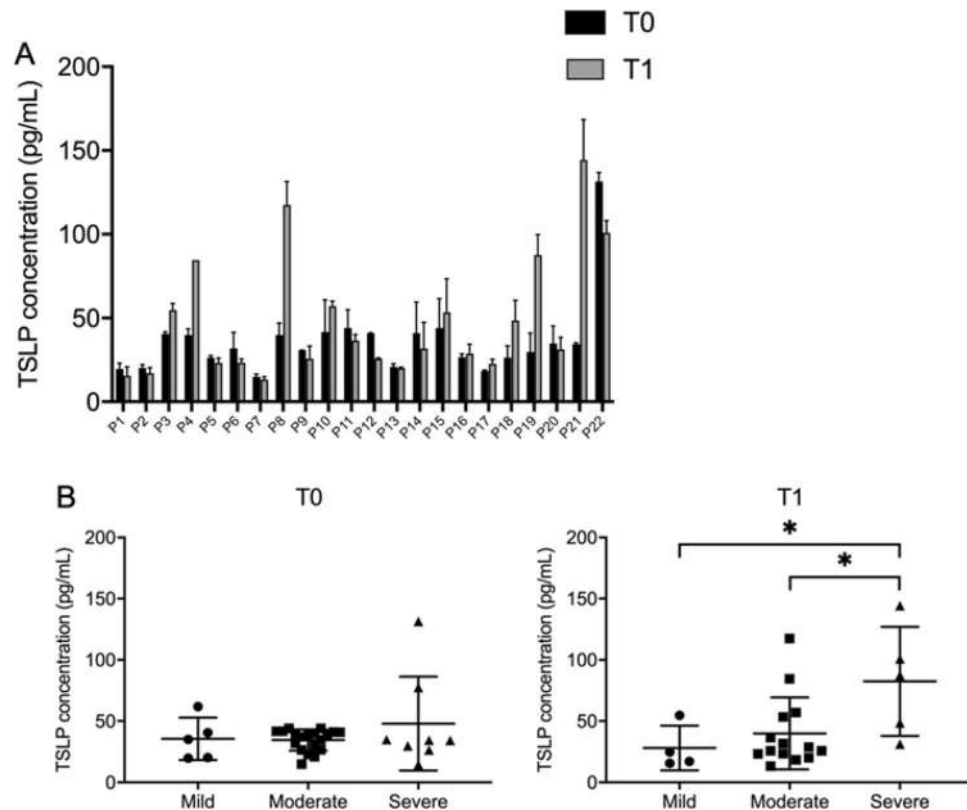 T0
T1
A
TSLP concentration (pg/mL)
200
150
100
50
0
P1 P2 P3 P4 P5 P6 P7 P8 P9 P10 P11 P12 P13 P14 P15 P16 P17 P18 P19 P20 P21 P22
B
T0
TSLP concentration (pg/mL)
200
150
100
50
0
Mild Moderate Severe
T1
TSLP concentration (pg/mL)
200
150
100
50
0
*
*
Mild Moderate Severe